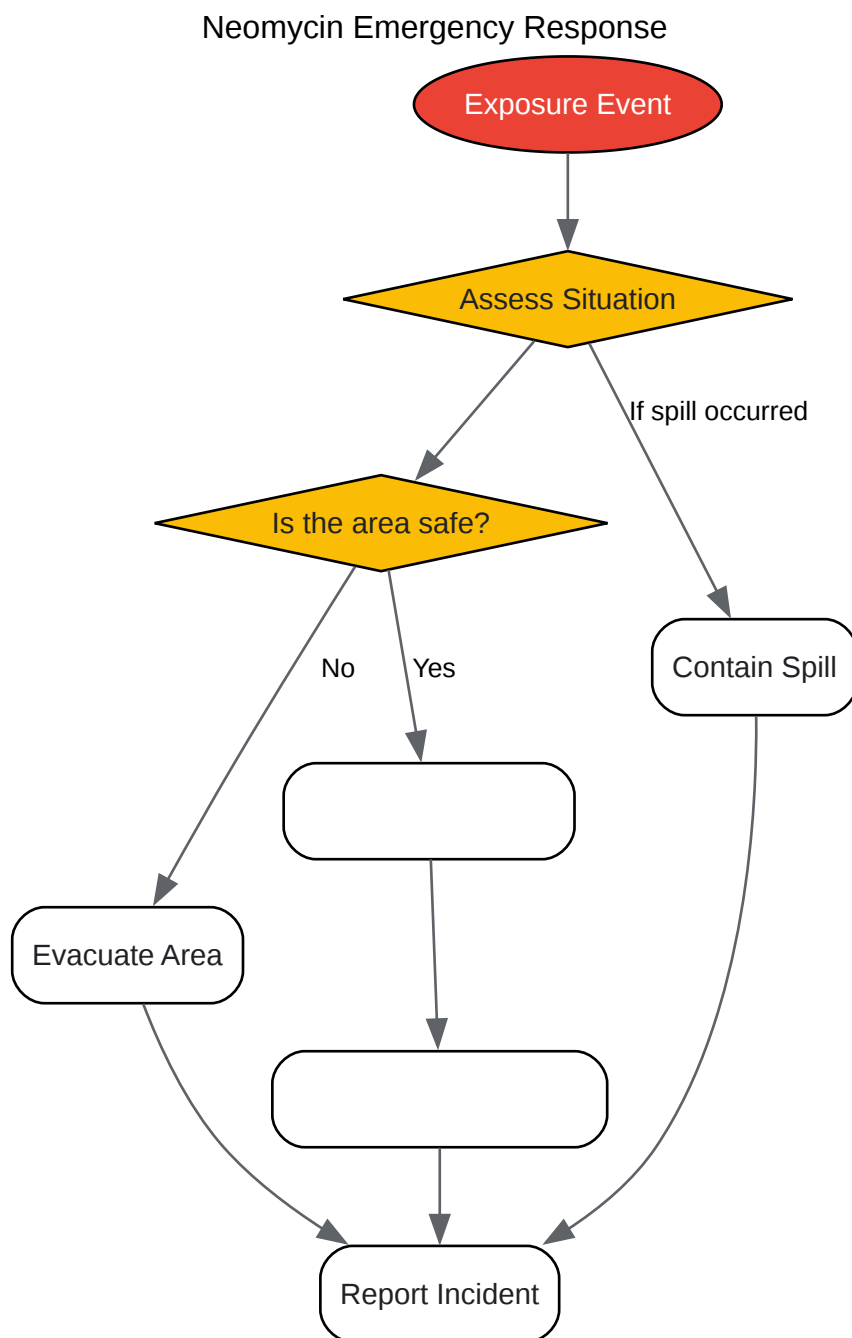 Neomycin Emergency Response
Exposure Event
Assess Situation
If spill occurred
Is the area safe?
No
Yes
Contain Spill
Evacuate Area
Report Incident